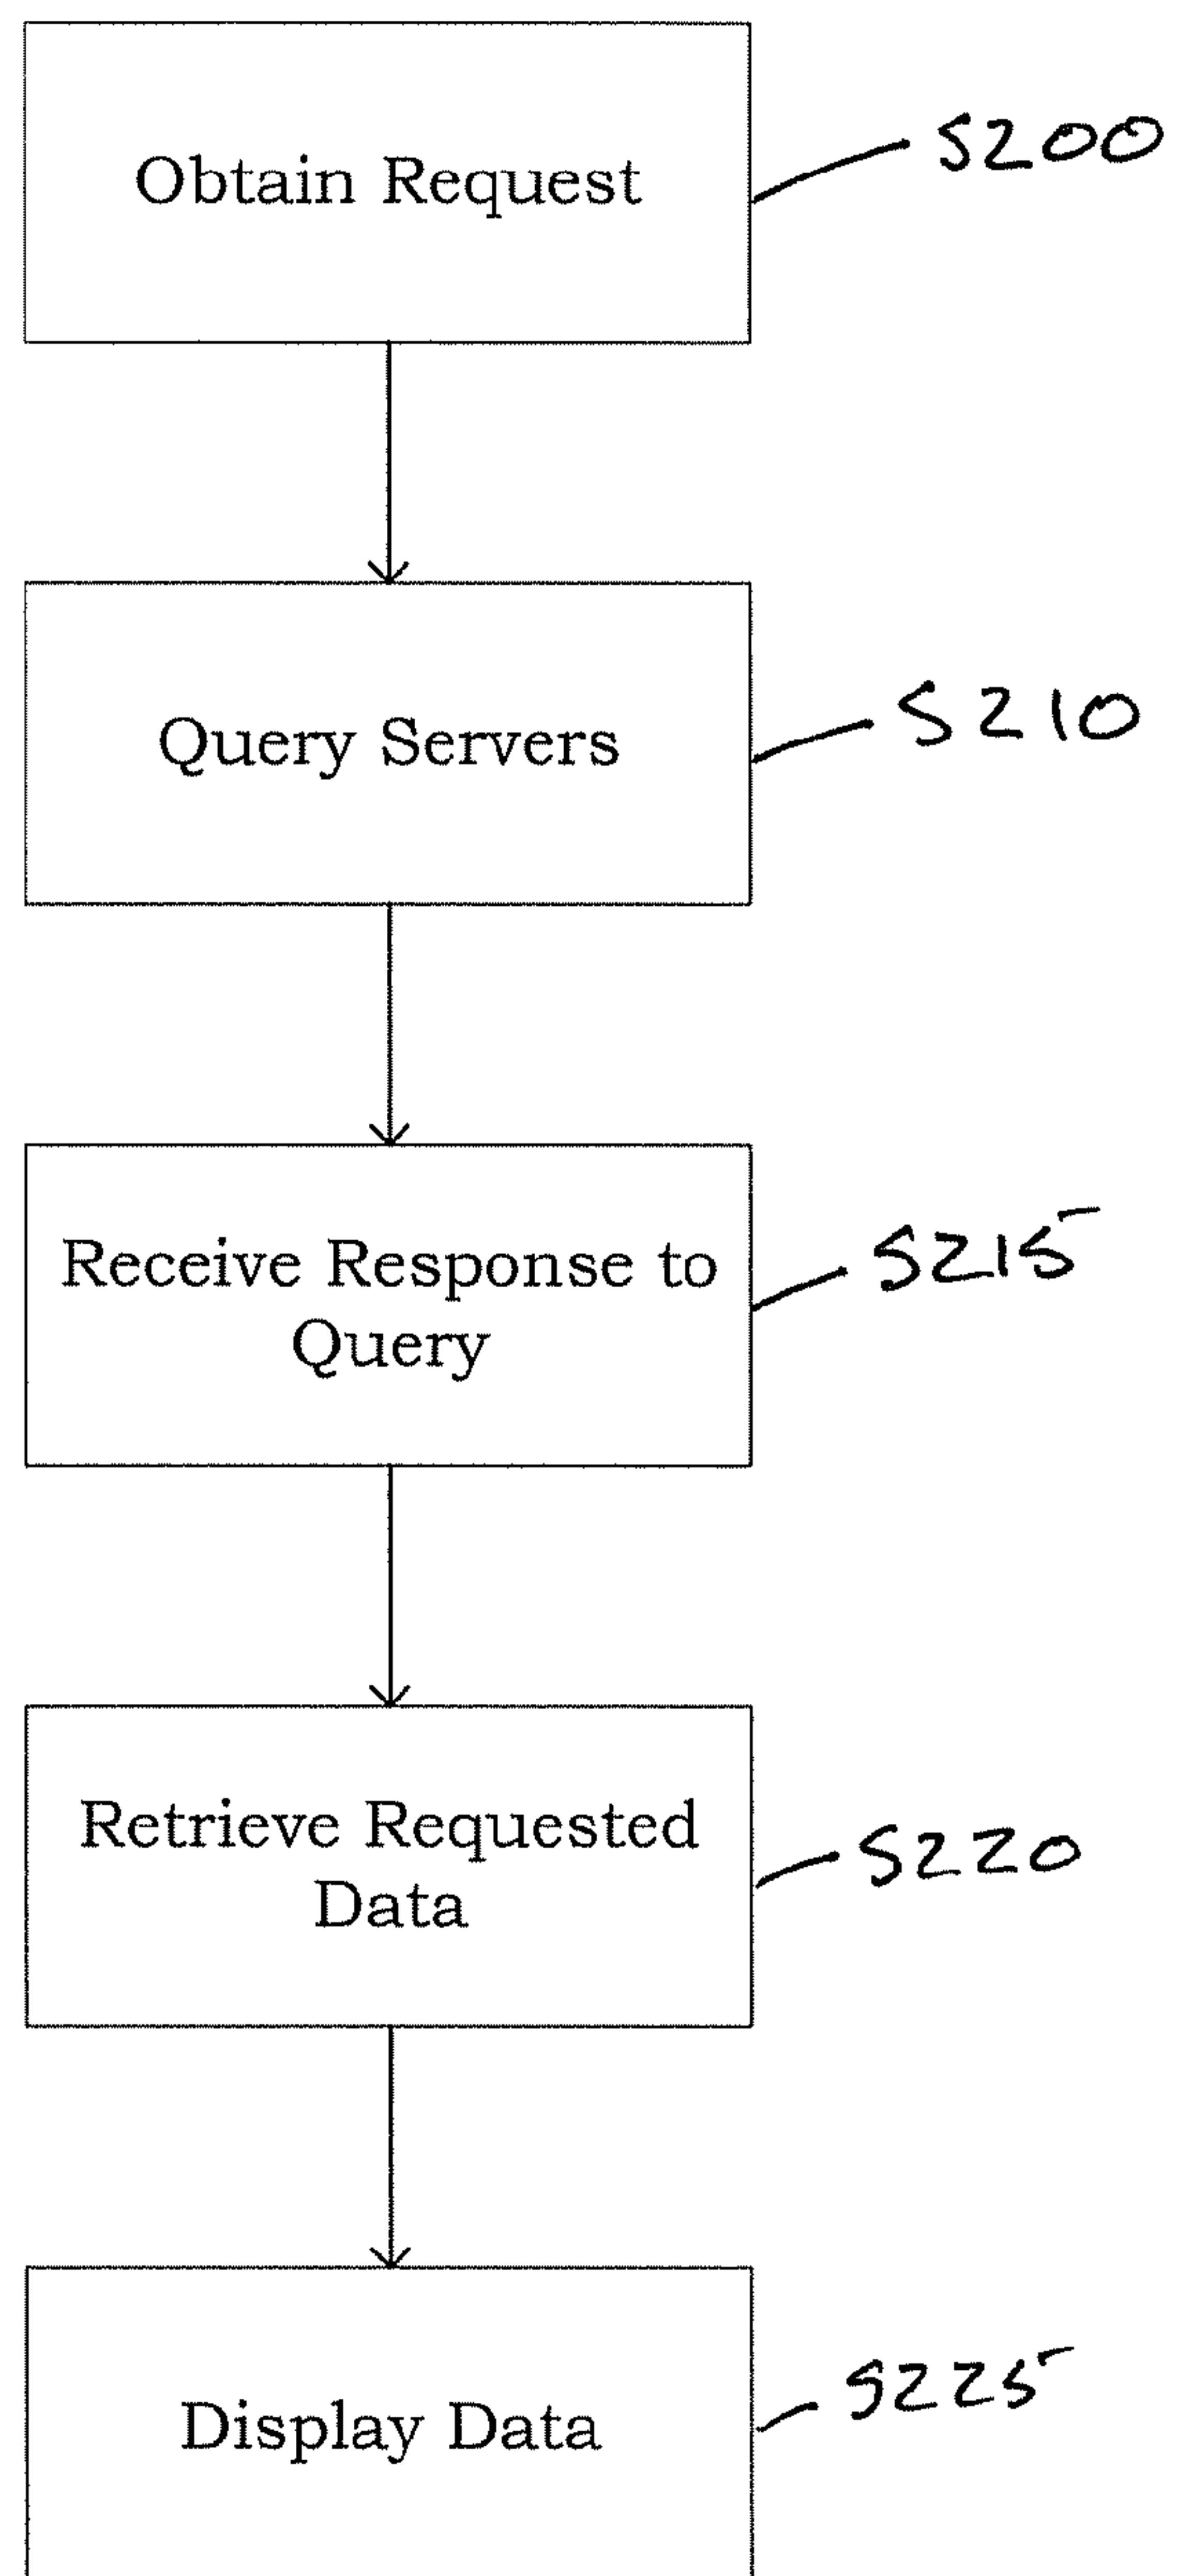 Obtain Request
S200
Query Servers
S210
Receive Response to
Query
S215
Retrieve Requested
Data
S220
Display Data
S225